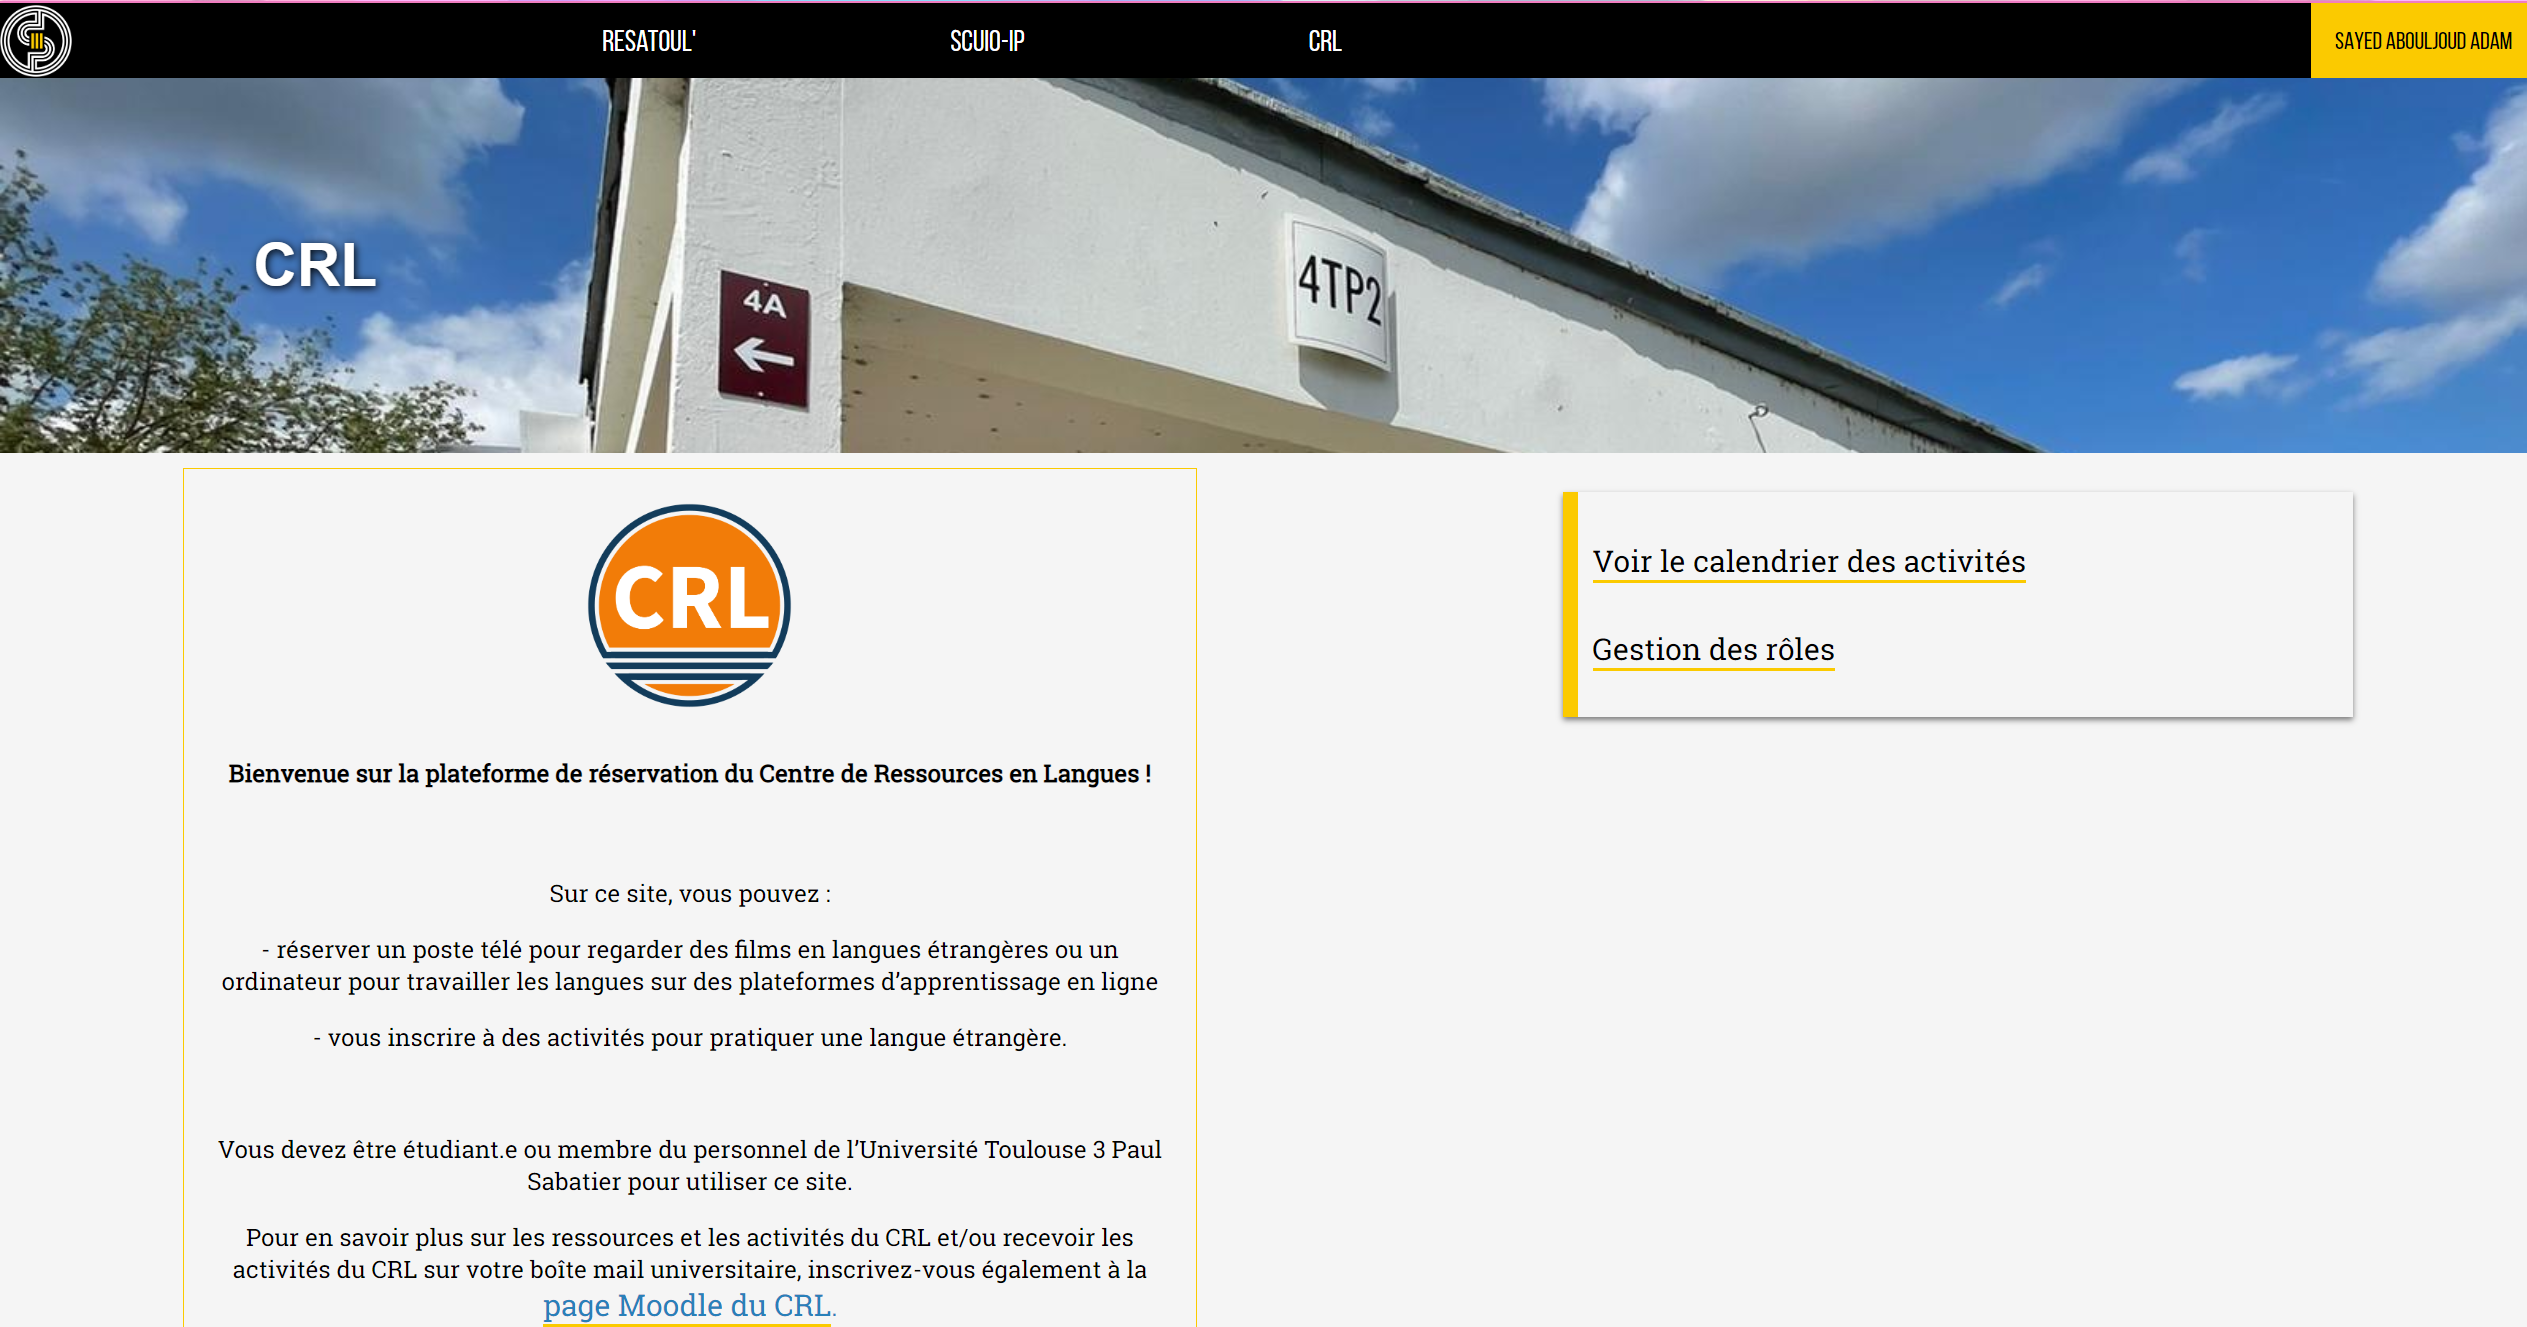 RESATOUL'
SCUIO-IP
CRL
SAYED ABOULJOUD ADAM
CRL
4A
4TP2
CRL
Bienvenue sur la plateforme de réservation du Centre de Ressources en Langues !
Sur ce site, vous pouvez :
- réserver un poste télé pour regarder des films en langues étrangères ou un
ordinateur pour travailler les langues sur des plateformes d’apprentissage en ligne
- vous inscrire à des activités pour pratiquer une langue étrangère.
Vous devez être étudiant.e ou membre du personnel de l’Université Toulouse 3 Paul
Sabatier pour utiliser ce site.
Pour en savoir plus sur les ressources et les activités du CRL et/ou recevoir les
activités du CRL sur votre boîte mail universitaire, inscrivez-vous également à la
page Moodle du CRL.
Voir le calendrier des activités
Gestion des rôles